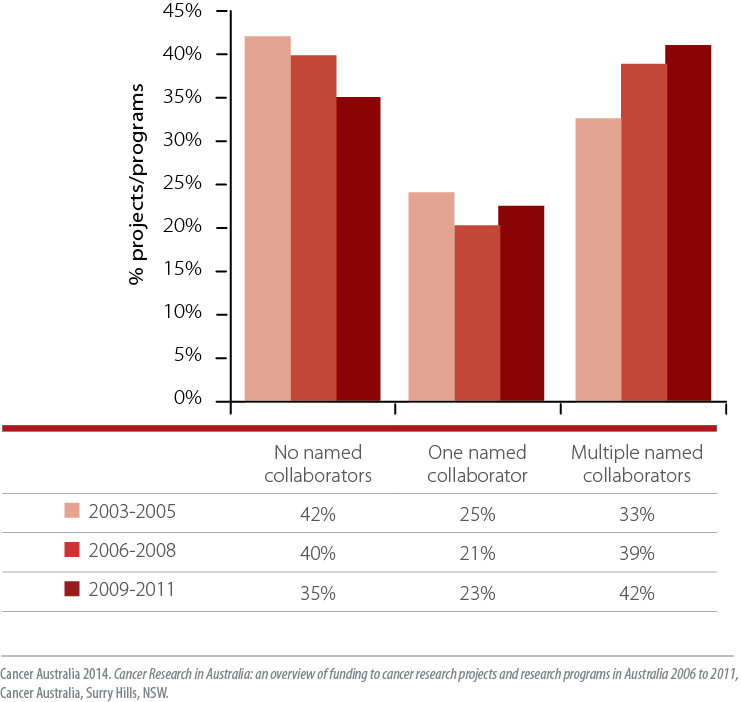 45%
40%
35%
30%
25%
20%
15%
10%
5%
0%
% projects/programs
No named collaborators
One named collaborator
Multiple named collaborators
2003-2005 42% 25% 33%
2006-2008 40% 21% 39%
2009-2011 35% 23% 42%
Cancer Australia 2014. Cancer Research in Australia: an overview of funding to cancer research projects and research programs in Australia 2006 to 2011,
Cancer Australia, Surry Hills, NSW.